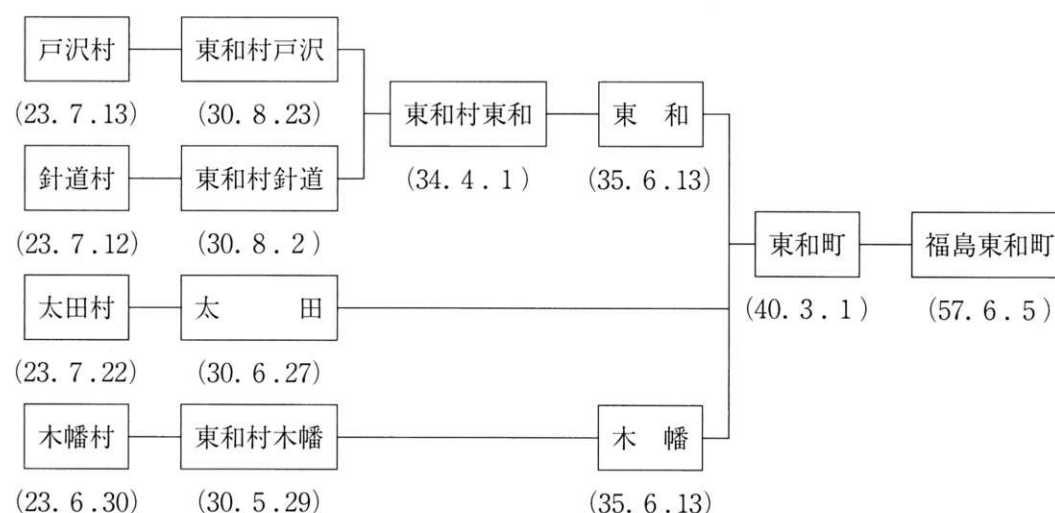 戸沢村 東和村戸沢
(23. 7 .13) (30. 8 .23)
東和村東和 東 和
(34. 4 . 1 ) (35. 6 .13)
針道村 東和村針道
(23. 7 .12) (30. 8 . 2 )
東和町 福島東和町
(40. 3 . 1 ) (57. 6 . 5 )
太田村 太 田
(23. 7 .22) (30. 6 .27)
木幡村 東和村木幡 木 幡
(23. 6 .30) (30. 5 .29) (35. 6 .13)